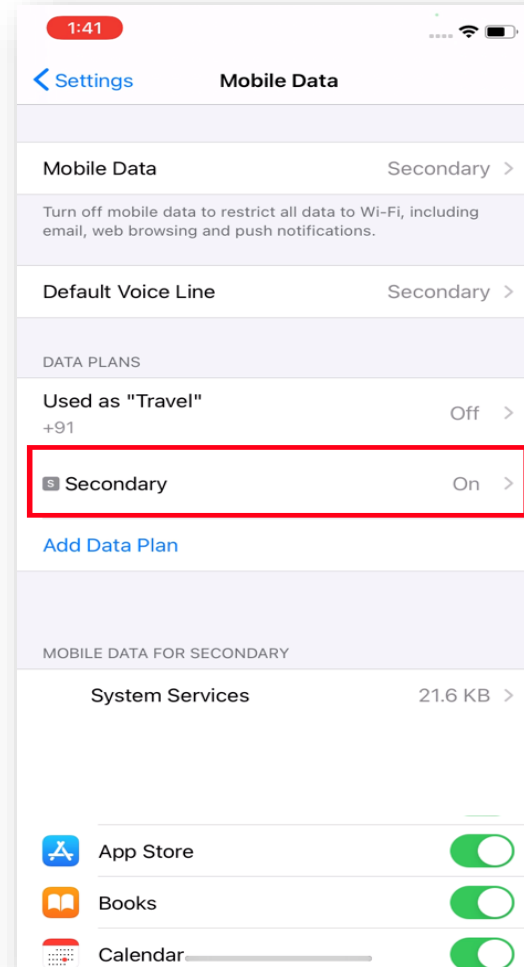 1:41
Settings
Mobile Data
Mobile Data
Secondary
Turn off mobile data to restrict all data to Wi-Fi, including
email, web browsing and push notifications.
Default Voice Line
Secondary
DATA PLANS
Used as "Travel"
+91
Off
S Secondary
On
Add Data Plan
MOBILE DATA FOR SECONDARY
System Services
21.6 KB
App Store
Books
Calendar